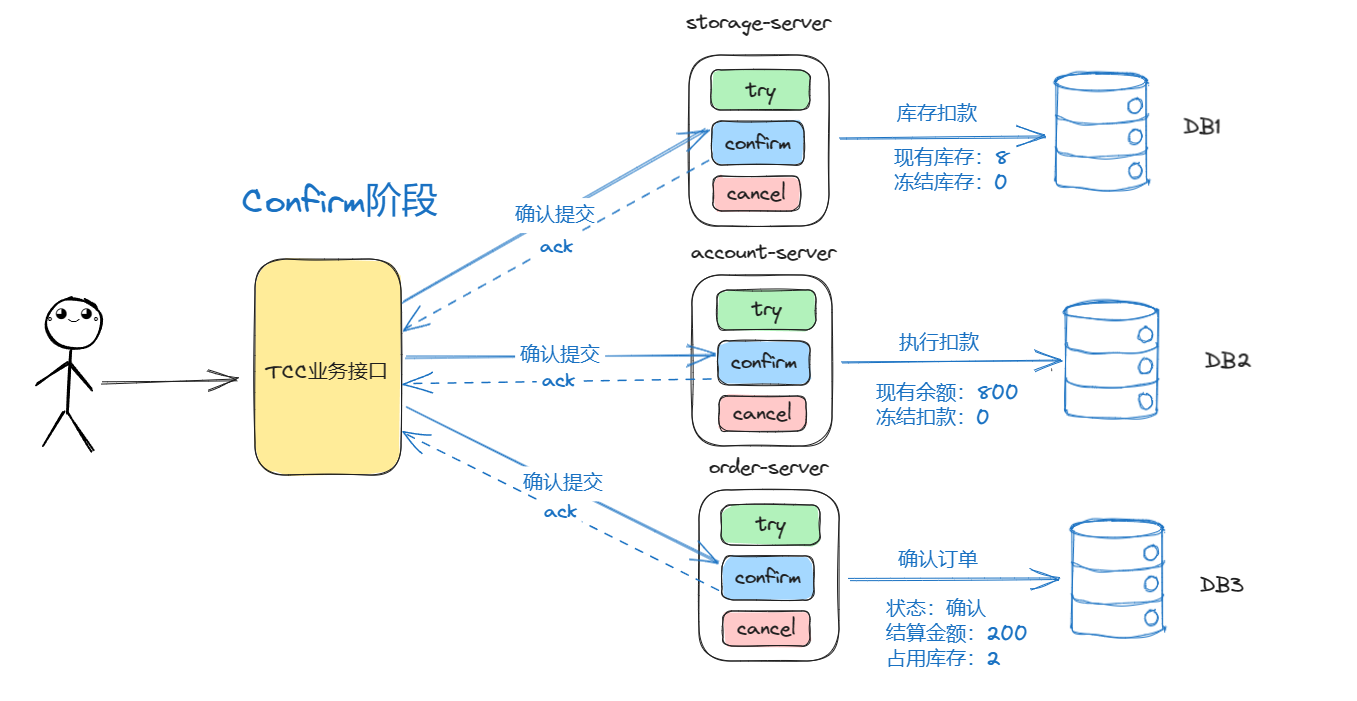 Confirm阶段
TCC业务接口
storage-server
try
confirm
cancel
确认提交
ack
库存扣款
现有库存：8
冻结库存：0
DB1
account-server
try
confirm
cancel
确认提交
ack
执行扣款
现有余额：800
冻结扣款：0
DB2
order-server
try
confirm
cancel
确认提交
ack
确认订单
状态：确认
结算金额：200
占用库存：2
DB3